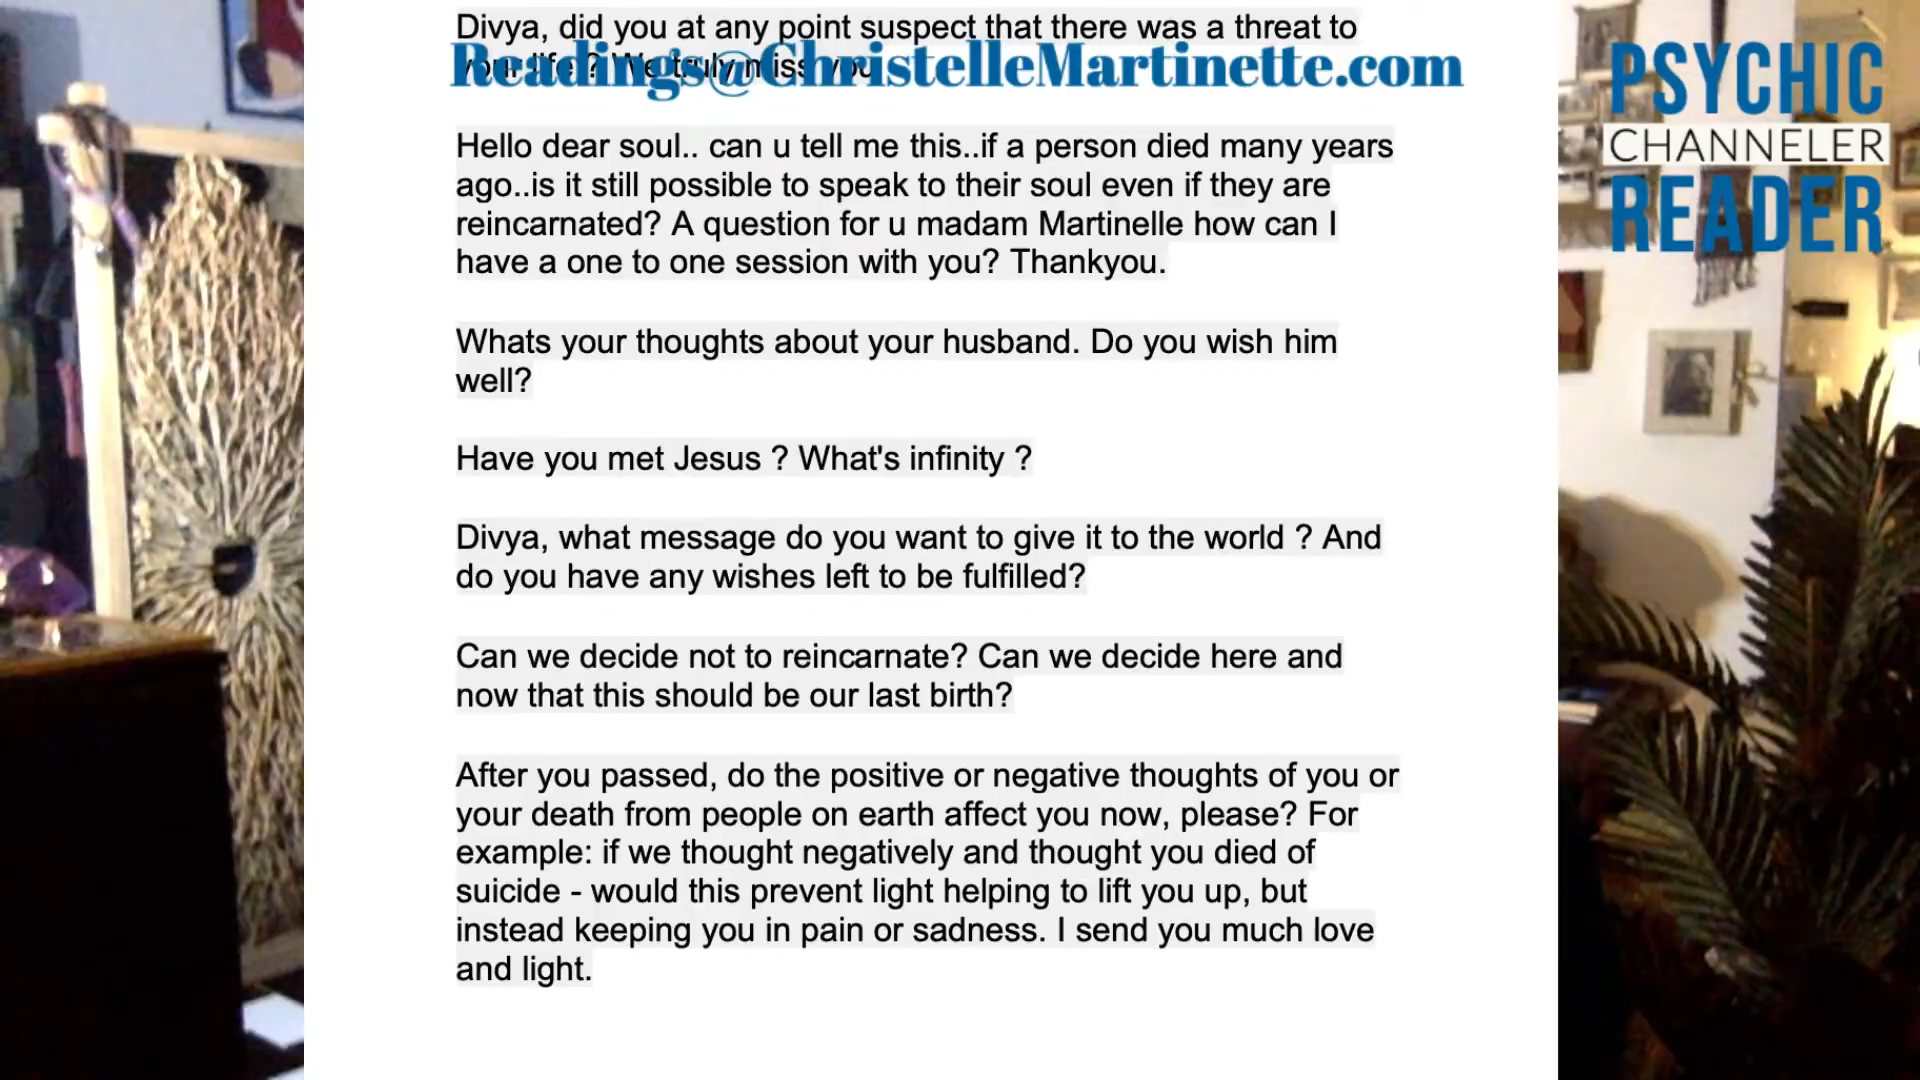 Divya, did you at any point suspect that there was a threat to
your life? We truly miss you
Readings@ChristelleMartinette.com
PSYCHIC
CHANNELER
READER
Hello dear soul.. can u tell me this..if a person died many years
ago..is it still possible to speak to their soul even if they are
reincarnated? A question for u madam Martinelle how can I
have a one to one session with you? Thankyou.
Whats your thoughts about your husband. Do you wish him
well?
Have you met Jesus ? What's infinity ?
Divya, what message do you want to give it to the world ? And
do you have any wishes left to be fulfilled?
Can we decide not to reincarnate? Can we decide here and
now that this should be our last birth?
After you passed, do the positive or negative thoughts of you or
your death from people on earth affect you now, please? For
example: if we thought negatively and thought you died of
suicide - would this prevent light helping to lift you up, but
instead keeping you in pain or sadness. I send you much love
and light.